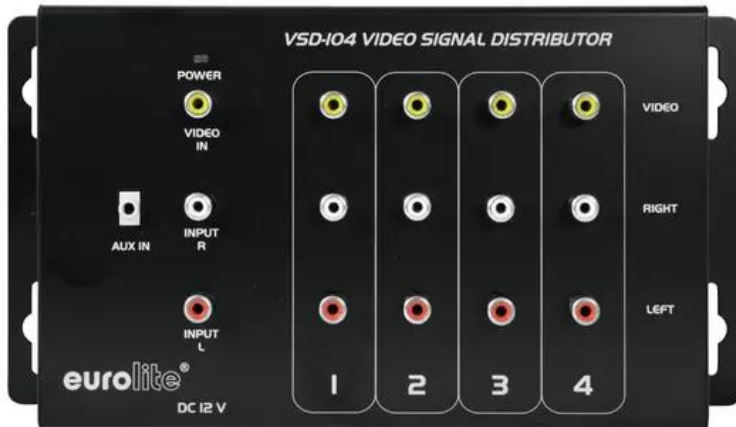 VSD-104 VIDEO SIGNAL DISTRIBUTOR
POWER
VIDEO
IN
VIDEO
AUX IN
INPUT
R
RIGHT
INPUT
L
LEFT
eurolite®
DC 12 V
1
2
3
4